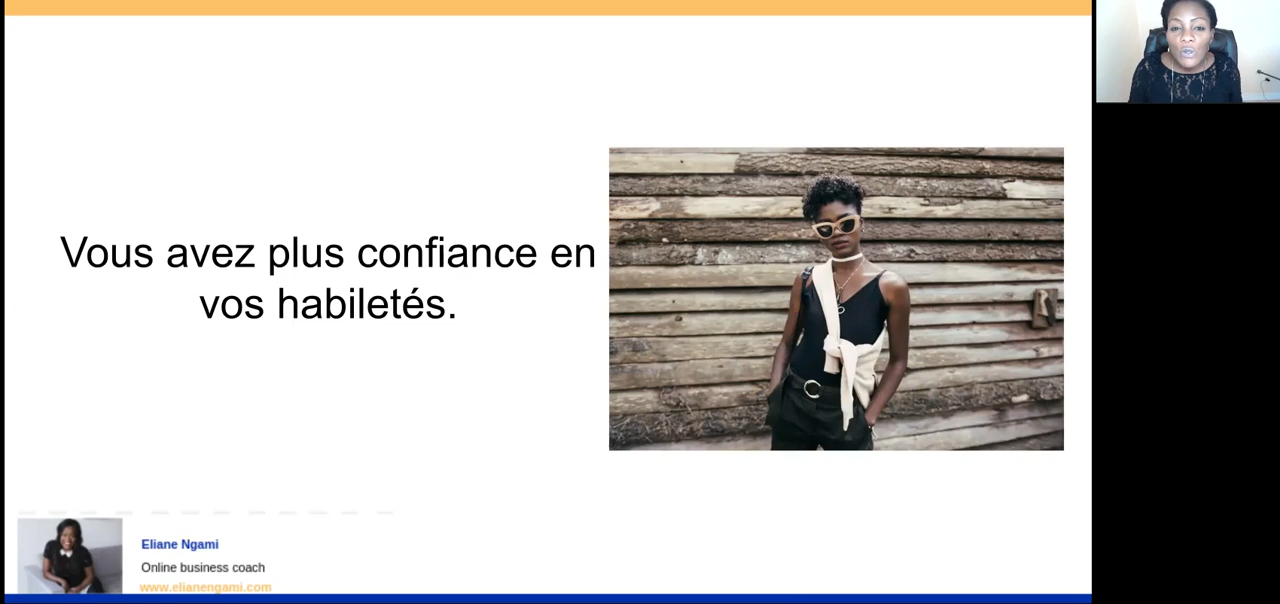 Vous avez plus confiance en
vos habiletés.
Eliane Ngami
Online business coach
www.elianengami.com